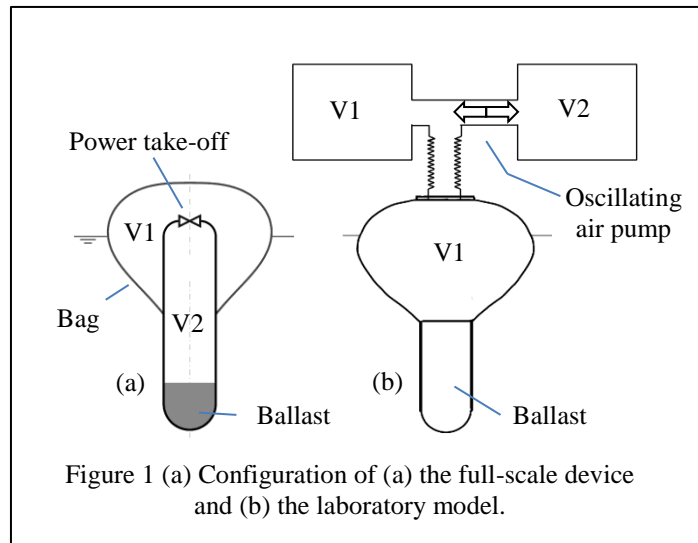 V1
V2
Power take-off
Oscillating
air pump
V1
V1
V2
Bag
(a)
(b)
Ballast
Ballast
Figure 1 (a) Configuration of (a) the full-scale device
and (b) the laboratory model.